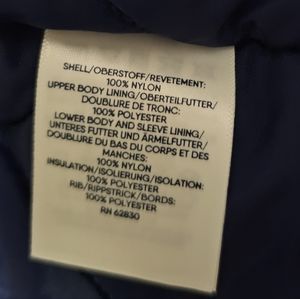 SHELL/OBERSTOFF/REVETEMENT:
100% NYLON
UPPER BODY LINING/OBERTEILFUTTER/
DOUBLURE DE TRONC:
100% POLYESTER
LOWER BODY AND SLEEVE LINING/
UNTERES FUTTER UND ÄRMELFUTTER/
DOUBLURE DU BAS DU CORPS ET DES
MANCHES:
100% NYLON
INSULATION/ISOLIERUNG/ISOLATION:
100% POLYESTER
RIB/RIPPSTRICK/BORDS:
100% POLYESTER
RN 62830